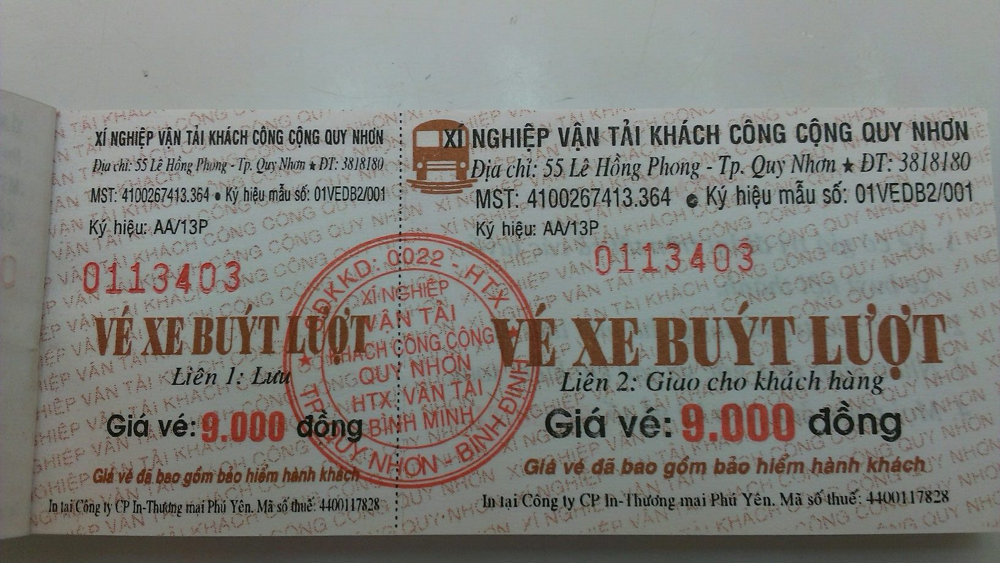 XÍ NGHIỆP VẬN TẢI KHÁCH CÔNG CỘNG QUY NHƠN
Địa chỉ: 55 Lê Hồng Phong - Tp. Quy Nhơn ★ ĐT: 3818180
MST: 4100267413.364 ● Ký hiệu mẫu số: 01VEDB2/001
Ký hiệu: AA/13P
0113403
VÉ XE BUÝT LƯỢT
Liên 1: Lưu
Giá vé: 9.000 đồng
Giá vé đã bao gồm bảo hiểm hành khách
In tại Công ty CP In-Thương mại Phú Yên. Mã số thuế: 4400117828
SĐKKD: 0022 - HTX
XÍ NGHIỆP
VẬN TẢI
KHÁCH CÔNG CỘNG
QUY NHƠN
HTX. VẬN TẢI
BÌNH MINH
TP. QUY NHƠN - BÌNH ĐỊNH
XÍ NGHIỆP VẬN TẢI KHÁCH CÔNG CỘNG QUY NHƠN
Địa chỉ: 55 Lê Hồng Phong - Tp. Quy Nhơn ★ ĐT: 3818180
MST: 4100267413.364 ● Ký hiệu mẫu số: 01VEDB2/001
Ký hiệu: AA/13P
0113403
VÉ XE BUÝT LƯỢT
Liên 2: Giao cho khách hàng
Giá vé: 9.000 đồng
Giá vé đã bao gồm bảo hiểm hành khách
In tại Công ty CP In-Thương mại Phú Yên. Mã số thuế: 4400117828